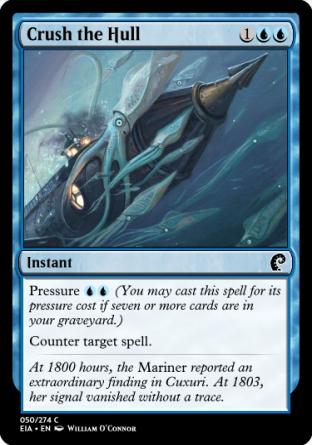 Crush the Hull 1
Instant
Pressure (You may cast this spell for its
pressure cost if seven or more cards are in
your graveyard.)
Counter target spell.
At 1800 hours, the Mariner reported an
extraordinary finding in Cuxuri. At 1803,
her signal vanished without a trace.
050/274 C
EIA • EN WILLIAM O'CONNOR